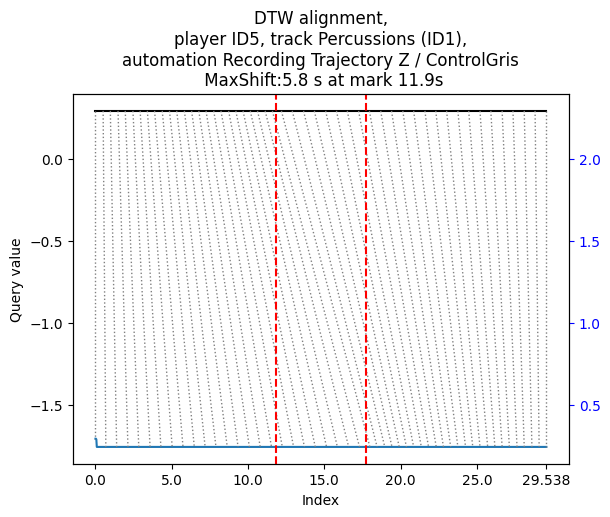 DTW alignment,
player ID5, track Percussions (ID1),
automation Recording Trajectory Z / ControlGris
MaxShift:5.8 s at mark 11.9s
0.0
−0.5
−1.0
−1.5
Query value
2.0
1.5
1.0
0.5
0.0 5.0 10.0 15.0 20.0 25.0 29.538
Index